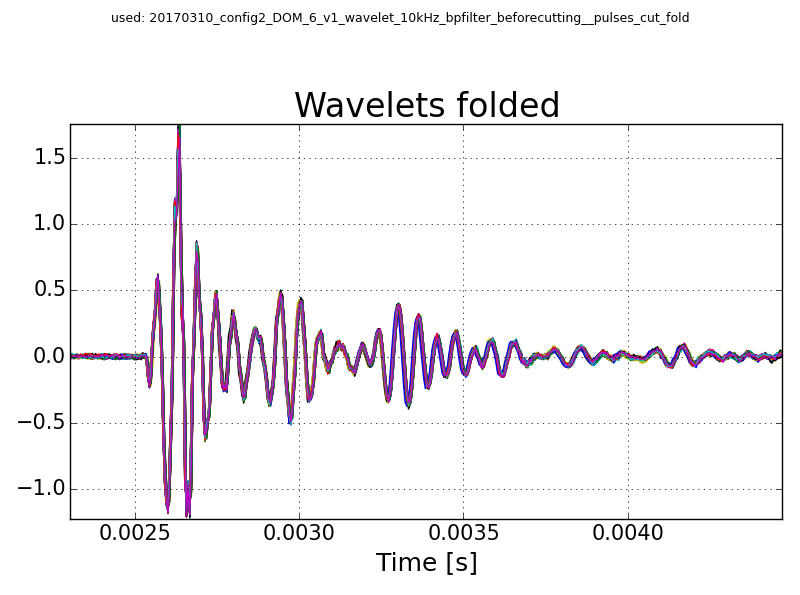 used: 20170310_config2_DOM_6_v1_wavelet_10kHz_bpfilter_beforecutting__pulses_cut_fold
Wavelets folded
1.5
1.0
0.5
0.0
−0.5
−1.0
0.0025 0.0030 0.0035 0.0040
Time [s]